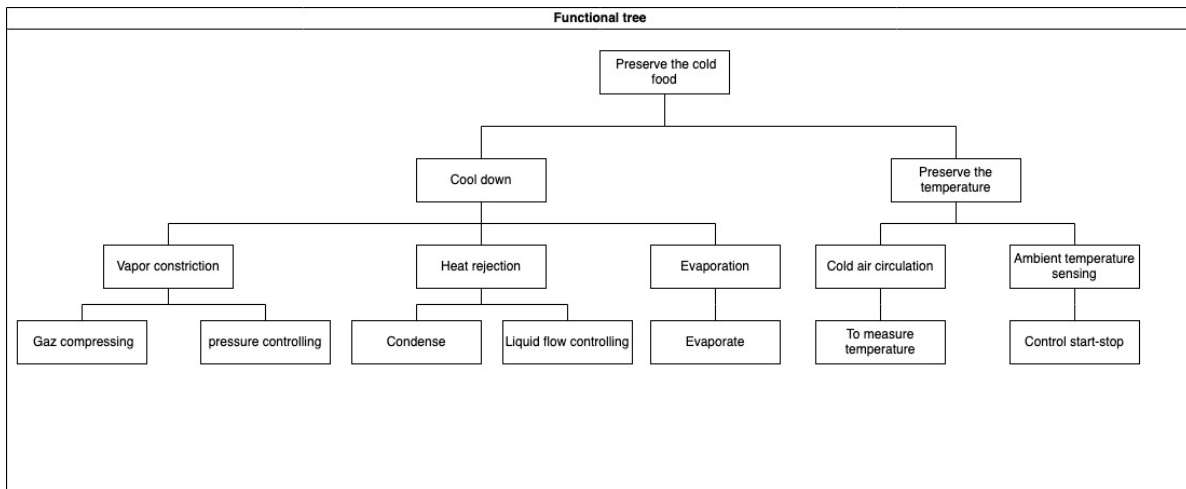 Functional tree
Preserve the cold
food
Cool down
Preserve the
temperature
Vapor constriction
Heat rejection
Evaporation
Cold air circulation
Ambient temperature
sensing
Gaz compressing
pressure controlling
Condense
Liquid flow controlling
Evaporate
To measure
temperature
Control start-stop